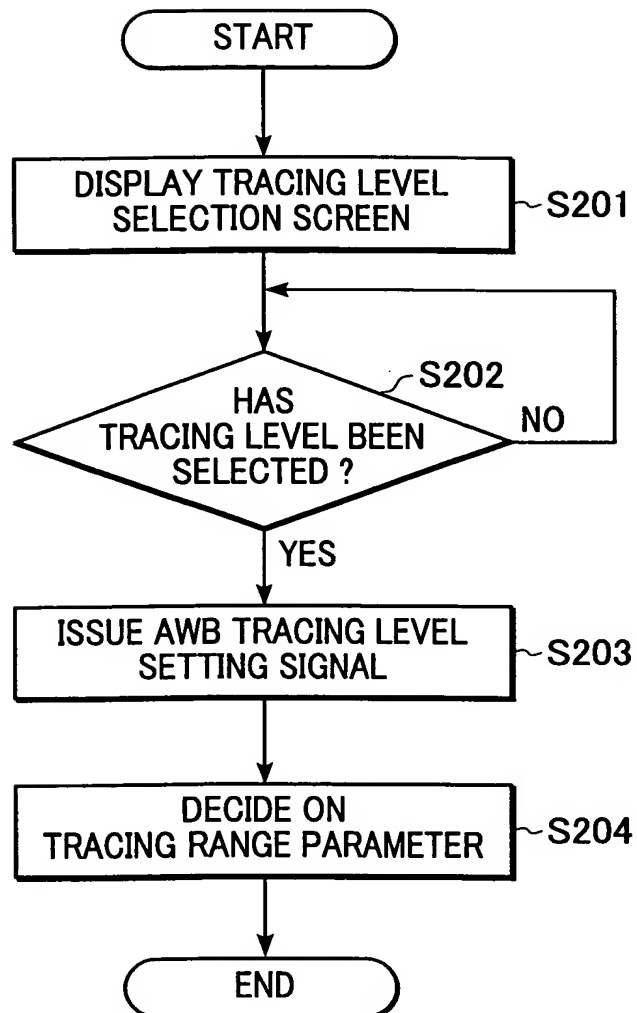 START
DISPLAY TRACING LEVEL
SELECTION SCREEN
S201
S202
HAS
TRACING LEVEL BEEN
SELECTED ?
NO
YES
ISSUE AWB TRACING LEVEL
SETTING SIGNAL
S203
DECIDE ON
TRACING RANGE PARAMETER
S204
END